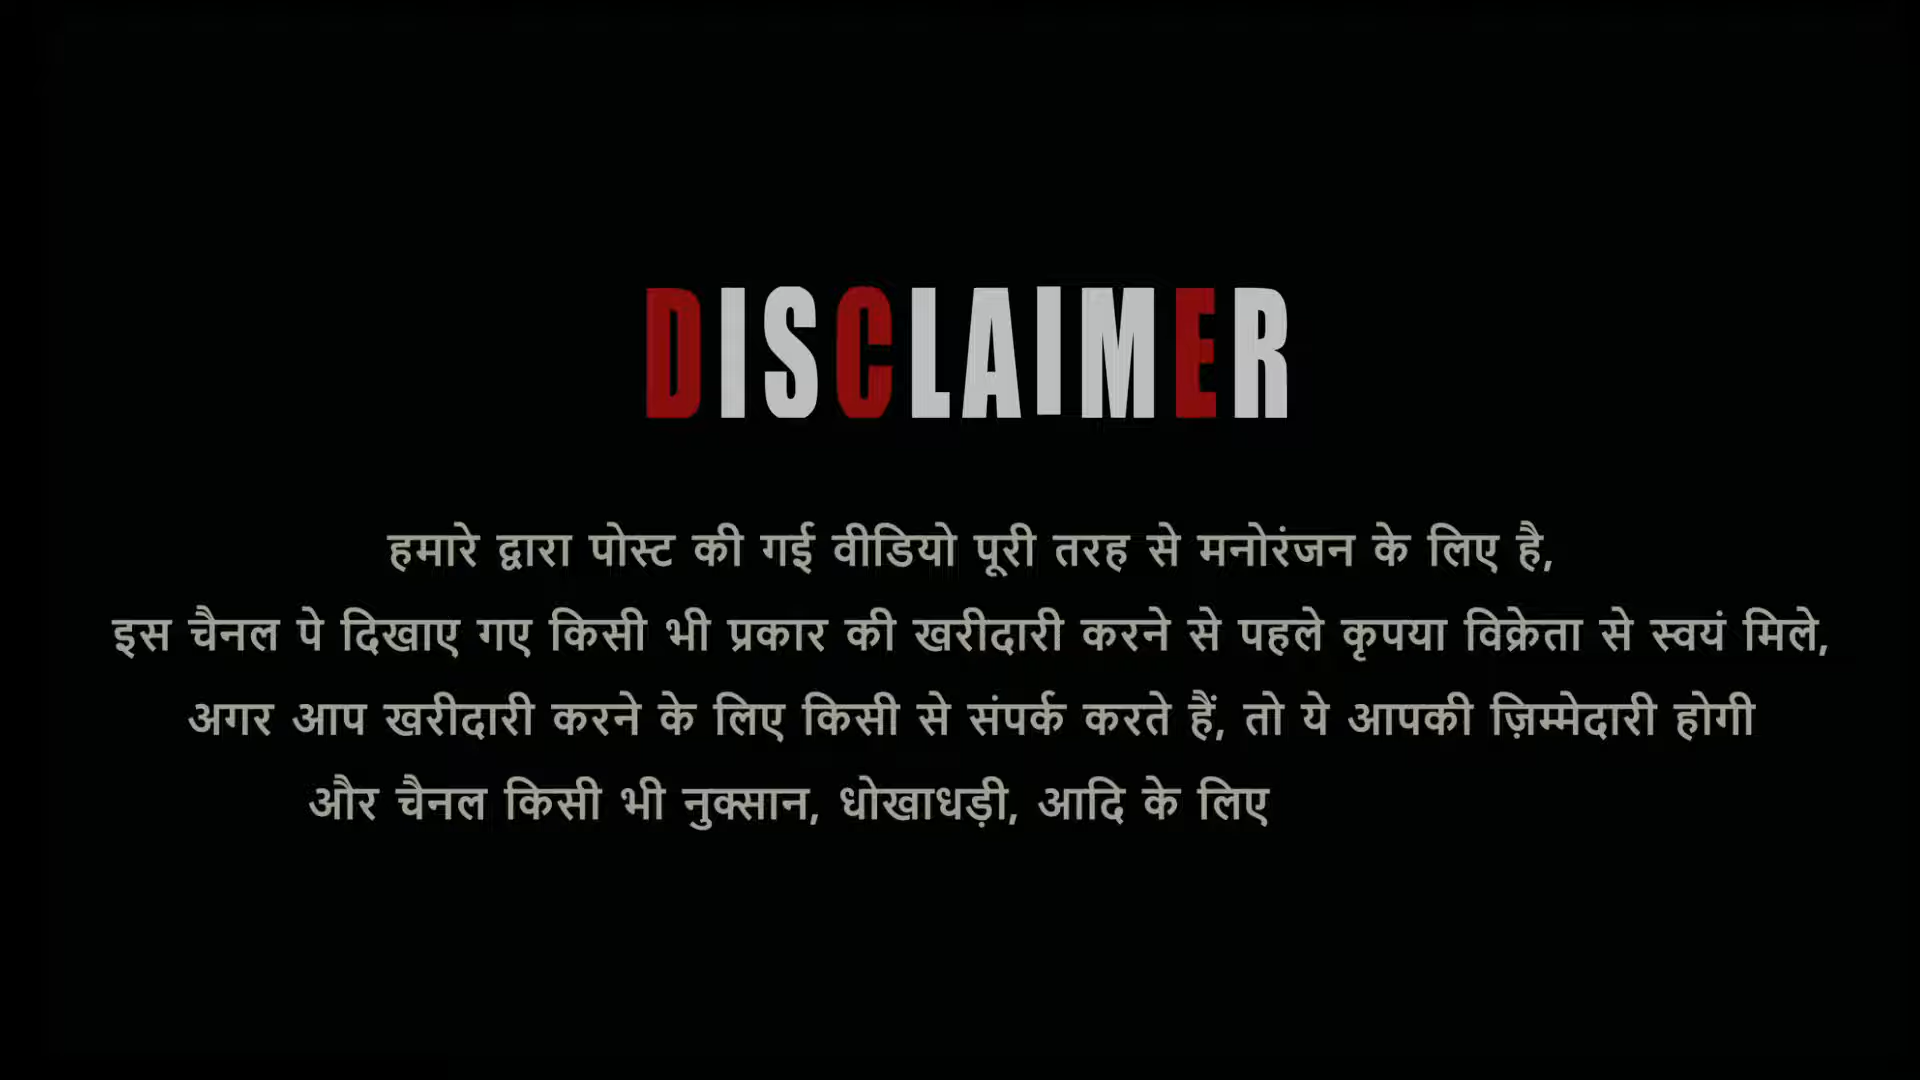 DISCLAIMER
हमारे द्वारा पोस्ट की गई वीडियो पूरी तरह से मनोरंजन के लिए है,
इस चैनल पे दिखाए गए किसी भी प्रकार की खरीदारी करने से पहले कृपया विक्रेता से स्वयं मिले,
अगर आप खरीदारी करने के लिए किसी से संपर्क करते हैं, तो ये आपकी ज़िम्मेदारी होगी
और चैनल किसी भी नुक्सान, धोखाधड़ी, आदि के लिए